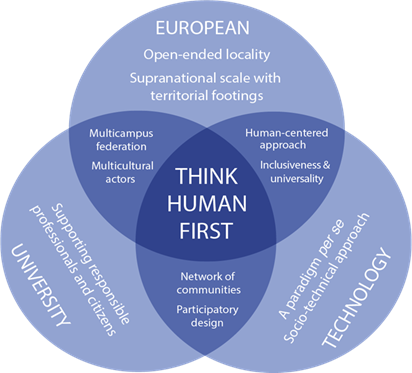 EUROPEAN
Open-ended locality
Supranational scale with
territorial footings
Multicampus
federation
Multicultural
actors
Human-centered
approach
Inclusiveness &
universality
THINK
HUMAN
FIRST
Supporting responsible
professionals and citizens
UNIVERSITY
Network of
communities
Participatory
design
A paradigm per se
Socio-technical approach
TECHNOLOGY